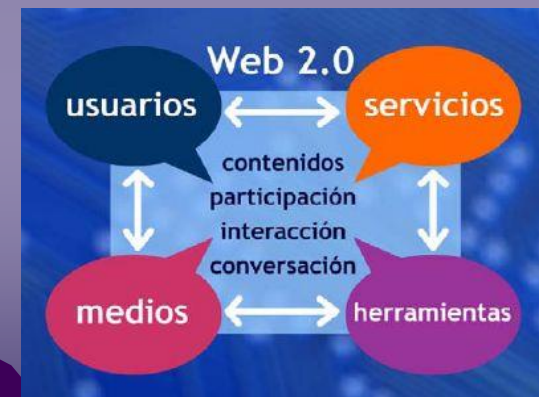 Web 2.0
usuarios
servicios
contenidos
participación
interacción
conversación
medios
herramientas